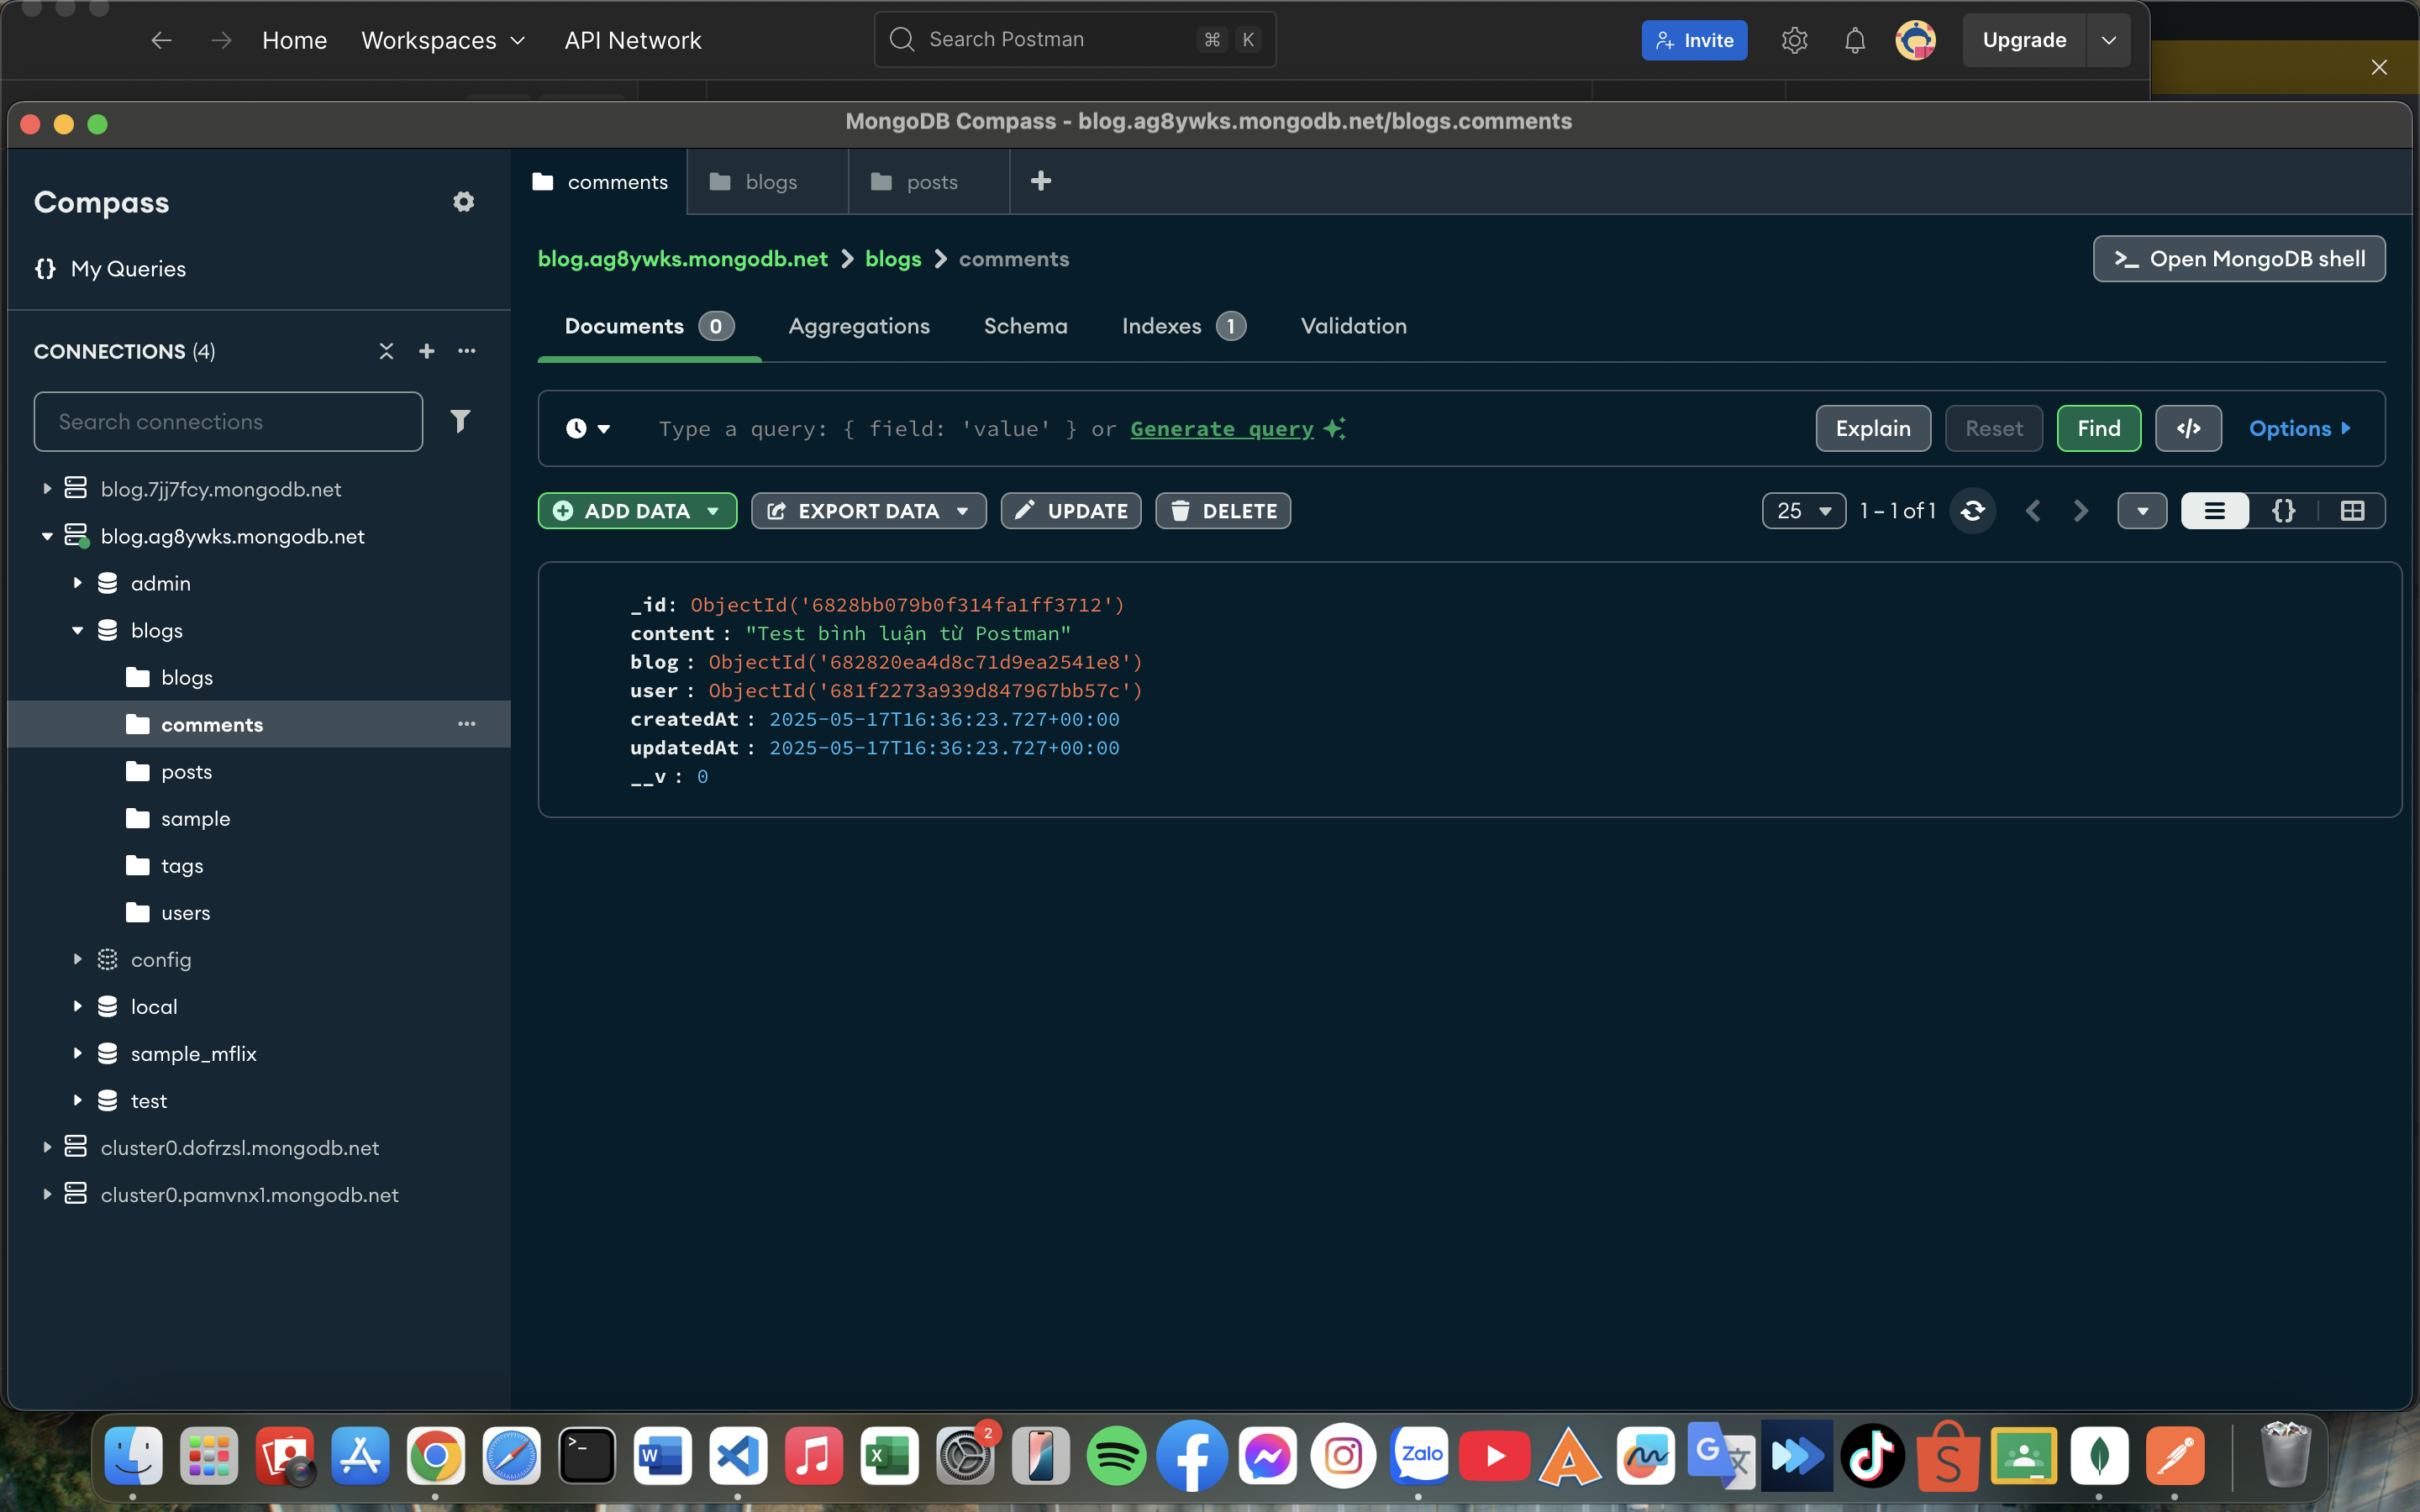 Home Workspaces API Network
Search Postman ⌘ K
Invite Upgrade
MongoDB Compass - blog.ag8ywks.mongodb.net/blogs.comments
Compass
{} My Queries
CONNECTIONS (4)
Search connections
blog.7jj7fcy.mongodb.net
blog.ag8ywks.mongodb.net
admin
blogs
blogs
comments
posts
sample
tags
users
config
local
sample_mflix
test
cluster0.dofrzsl.mongodb.net
cluster0.pamvnx1.mongodb.net
comments blogs posts
blog.ag8ywks.mongodb.net > blogs > comments
>_ Open MongoDB shell
Documents 0 Aggregations Schema Indexes 1 Validation
Type a query: { field: 'value' } or Generate query
Explain Reset Find </> Options
ADD DATA EXPORT DATA UPDATE DELETE
25 1 – 1 of 1 {}
_id: ObjectId('6828bb079b0f314fa1ff3712')
content : "Test bình luận từ Postman"
blog : ObjectId('682820ea4d8c71d9ea2541e8')
user : ObjectId('681f2273a939d847967bb57c')
createdAt : 2025-05-17T16:36:23.727+00:00
updatedAt : 2025-05-17T16:36:23.727+00:00
__v : 0
>_ W X 2 Zalo G 文 S